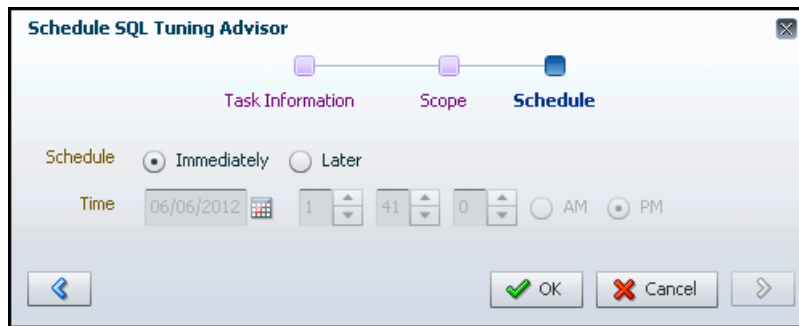 Schedule SQL Tuning Advisor
Task Information Scope Schedule
Schedule Immediately Later
Time 06/06/2012 1 41 0 AM PM
OK Cancel